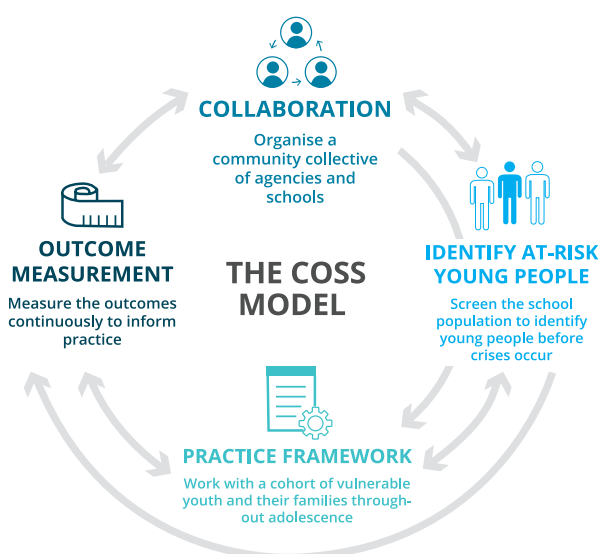 COLLABORATION
Organise a
community collective
of agencies and
schools
OUTCOME
MEASUREMENT
Measure the outcomes
continuously to inform
practice
THE COSS
MODEL
IDENTIFY AT-RISK
YOUNG PEOPLE
Screen the school
population to identify
young people before
crises occur
PRACTICE FRAMEWORK
Work with a cohort of vulnerable
youth and their families through-
out adolescence